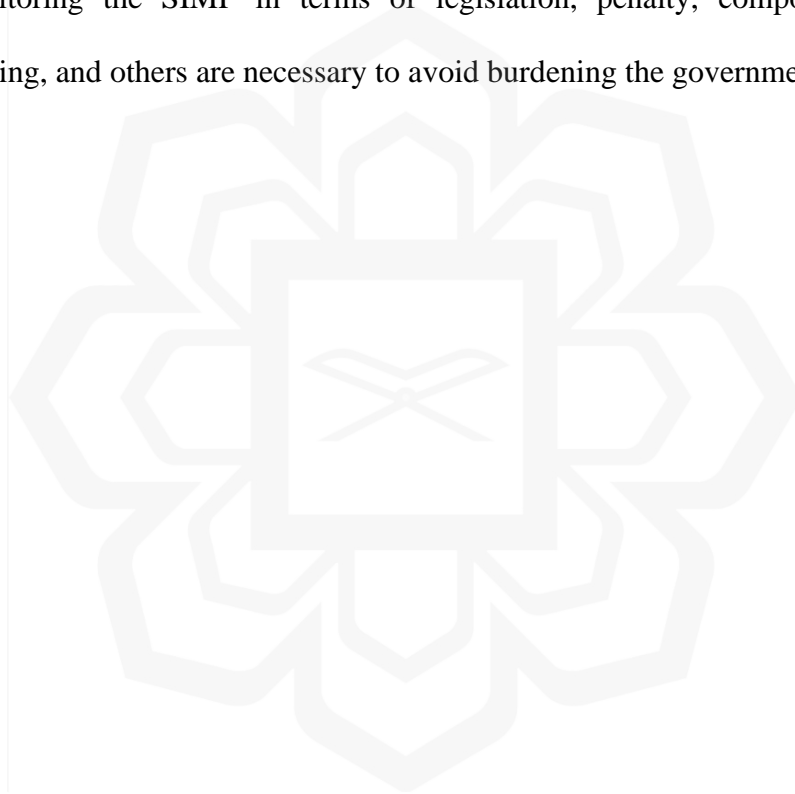 itoring the SIMP in terms of legislation, penalty, compo
ing, and others are necessary to avoid burdening the governme